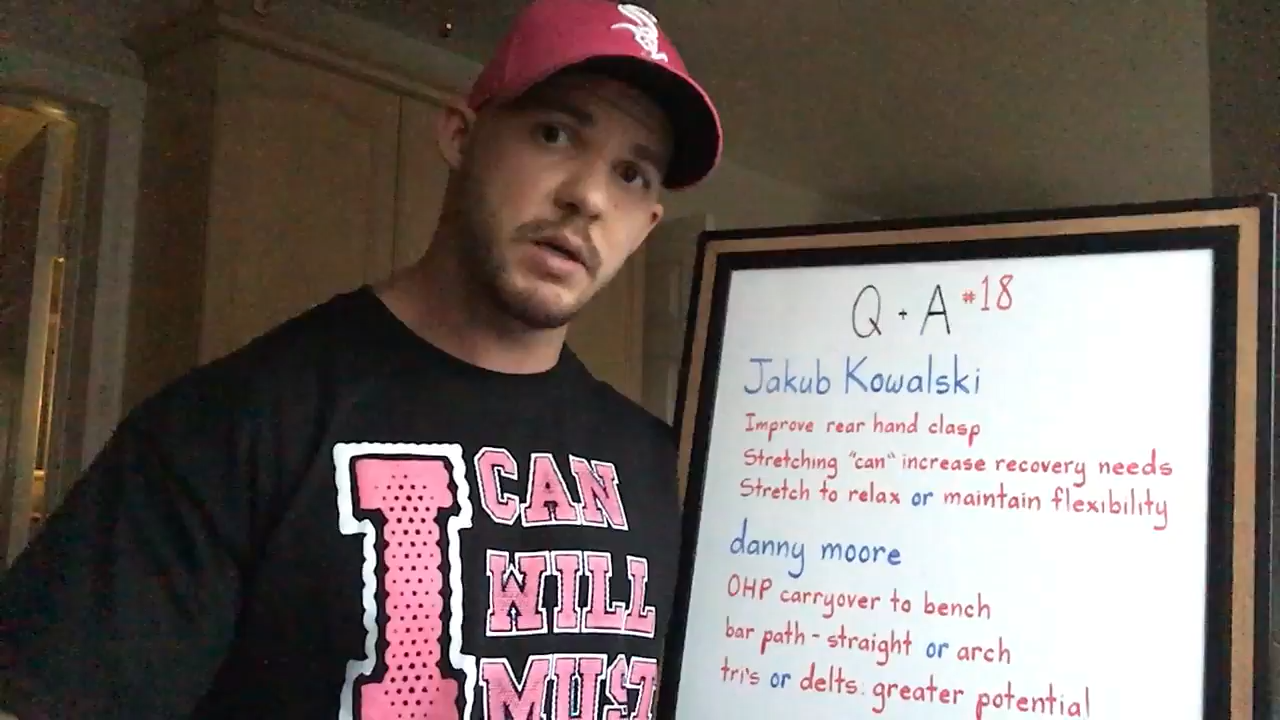 I CAN
WILL
MUST
Q + A #18
Jakub Kowalski
Improve rear hand clasp
Stretching "can" increase recovery needs
Stretch to relax or maintain flexibility
danny moore
OHP carryover to bench
bar path - straight or arch
tri's or delts: greater potential